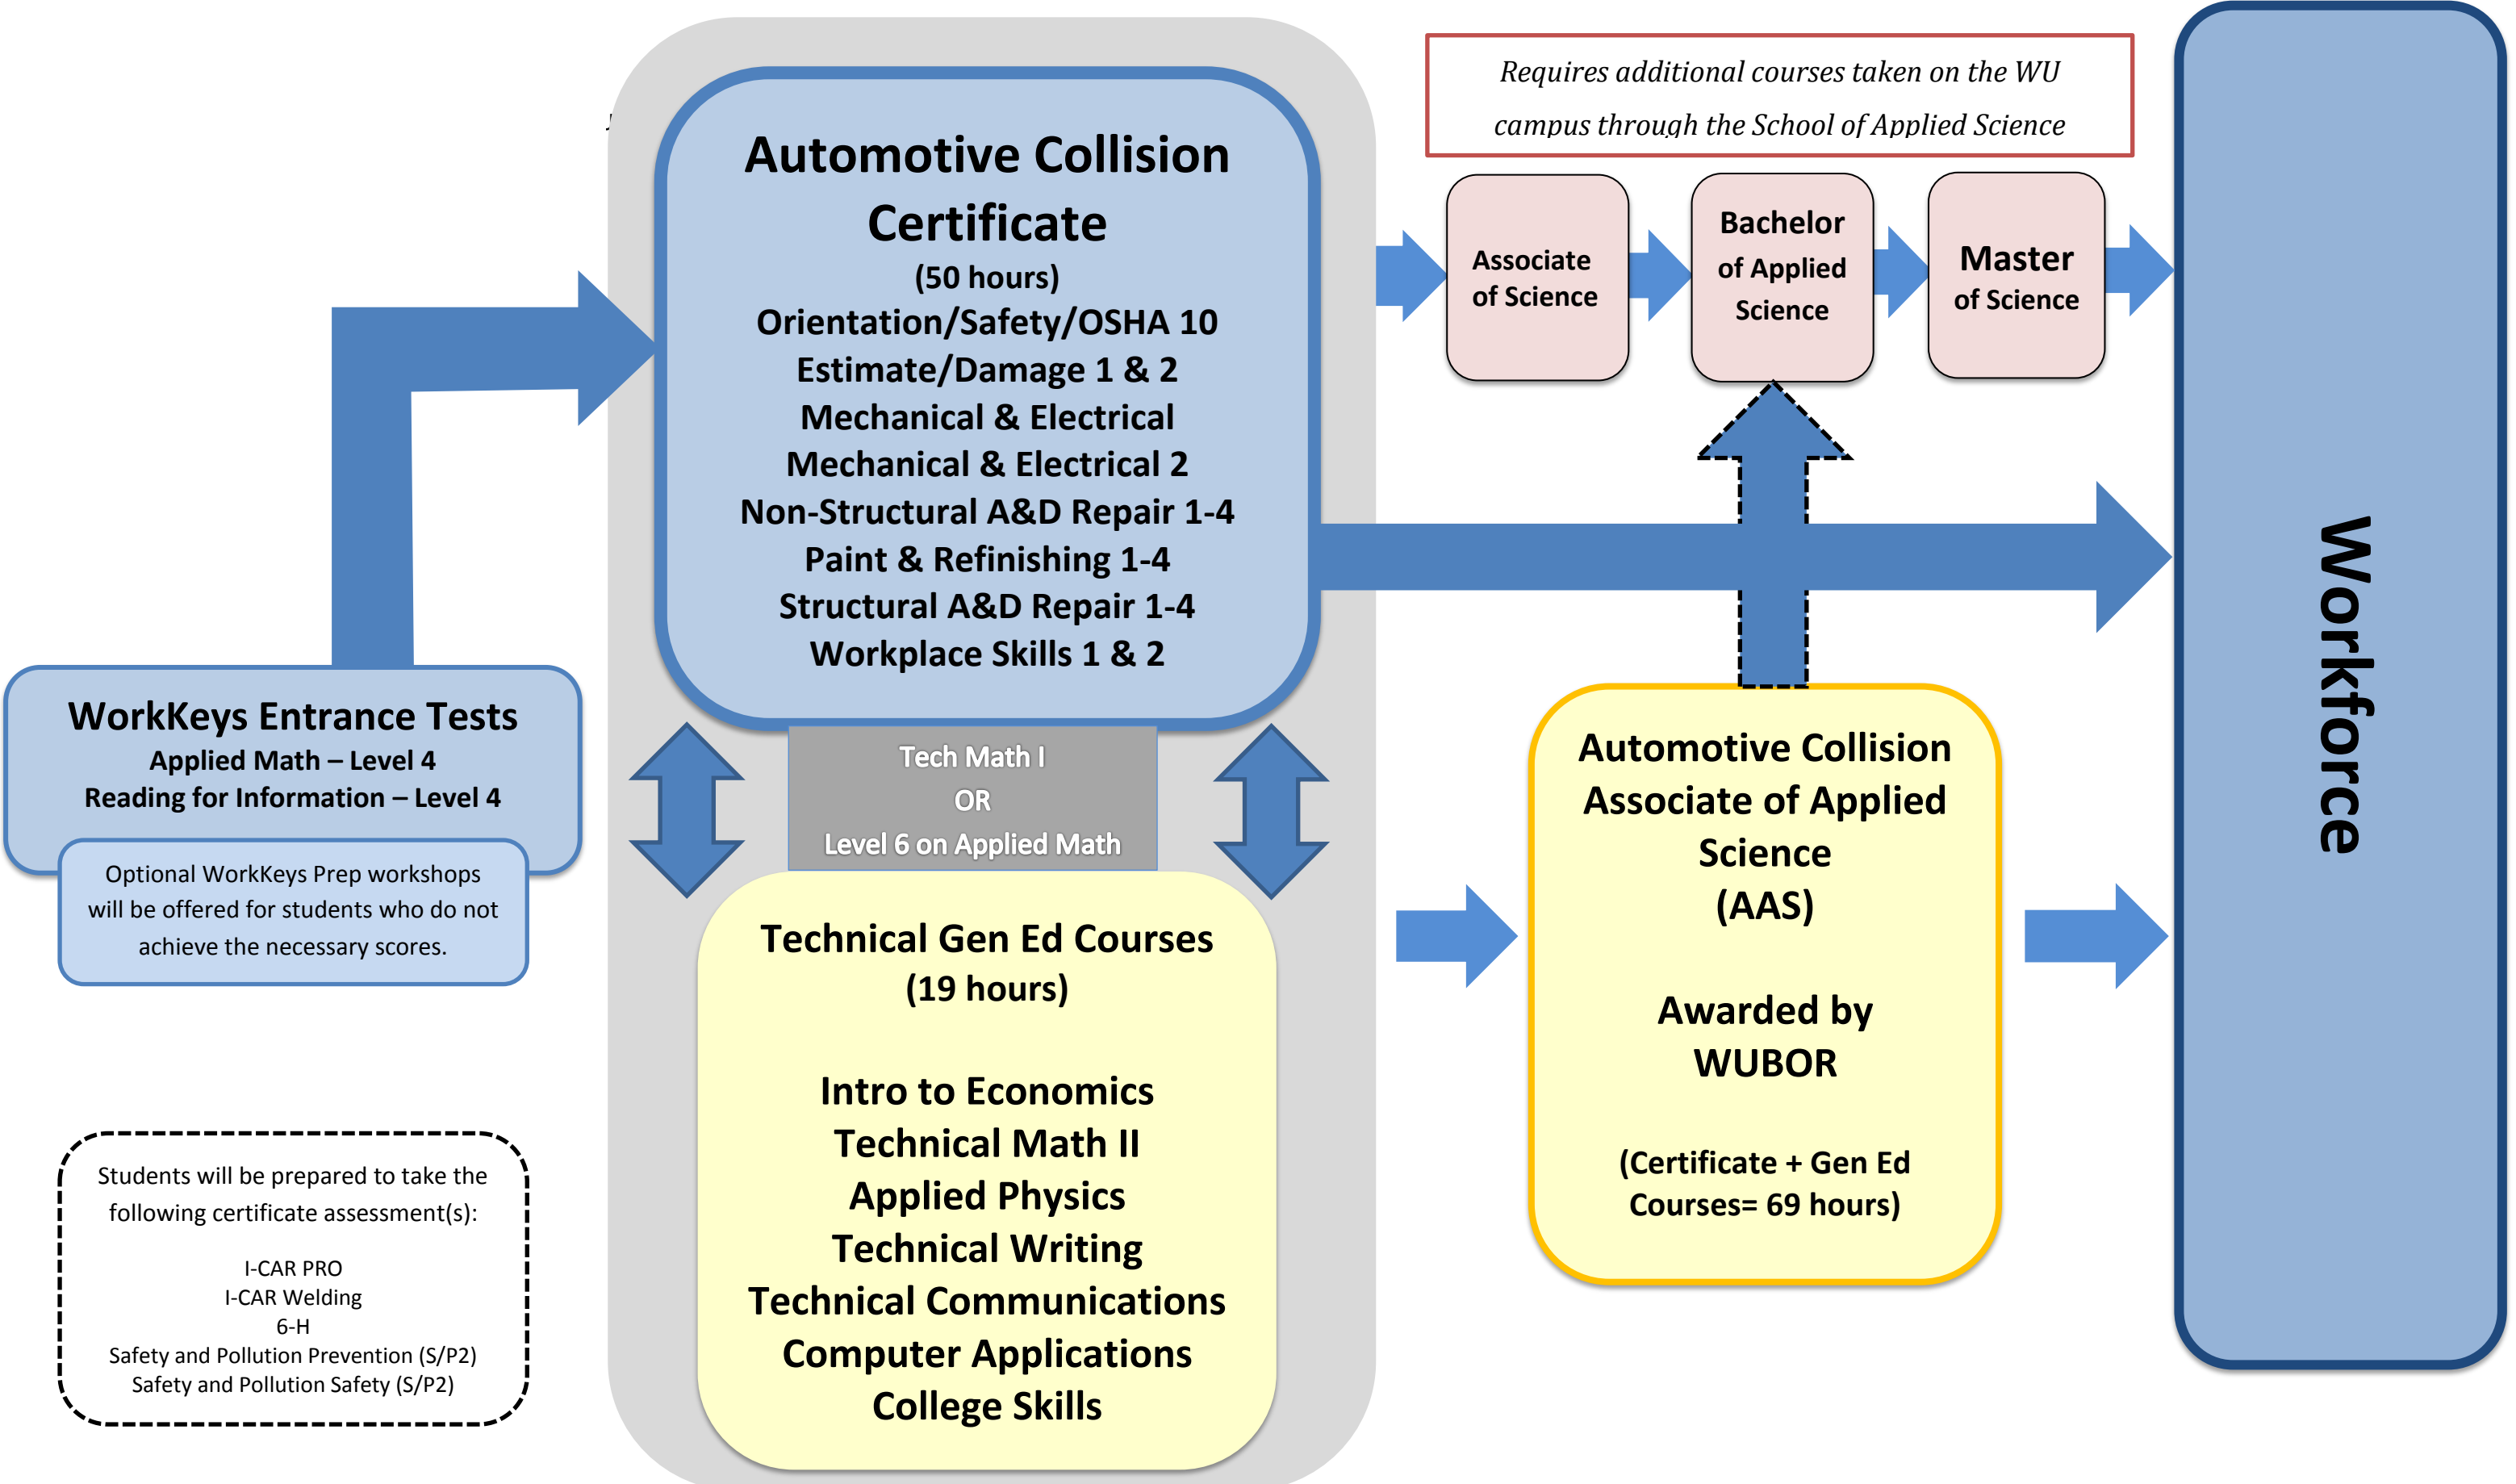 WorkKeys Entrance Tests
Applied Math – Level 4
Reading for Information – Level 4
Optional WorkKeys Prep workshops
will be offered for students who do not
achieve the necessary scores.
Students will be prepared to take the
following certificate assessment(s):
I-CAR PRO
I-CAR Welding
6-H
Safety and Pollution Prevention (S/P2)
Safety and Pollution Safety (S/P2)
Automotive Collision
Certificate
(50 hours)
Orientation/Safety/OSHA 10
Estimate/Damage 1 & 2
Mechanical & Electrical
Mechanical & Electrical 2
Non-Structural A&D Repair 1-4
Paint & Refinishing 1-4
Structural A&D Repair 1-4
Workplace Skills 1 & 2
Tech Math I
OR
Level 6 on Applied Math
Technical Gen Ed Courses
(19 hours)
Intro to Economics
Technical Math II
Applied Physics
Technical Writing
Technical Communications
Computer Applications
College Skills
Requires additional courses taken on the WU
campus through the School of Applied Science
Associate
of Science
Bachelor
of Applied
Science
Master
of Science
Automotive Collision
Associate of Applied
Science
(AAS)
Awarded by
WUBOR
(Certificate + Gen Ed
Courses= 69 hours)
Workforce